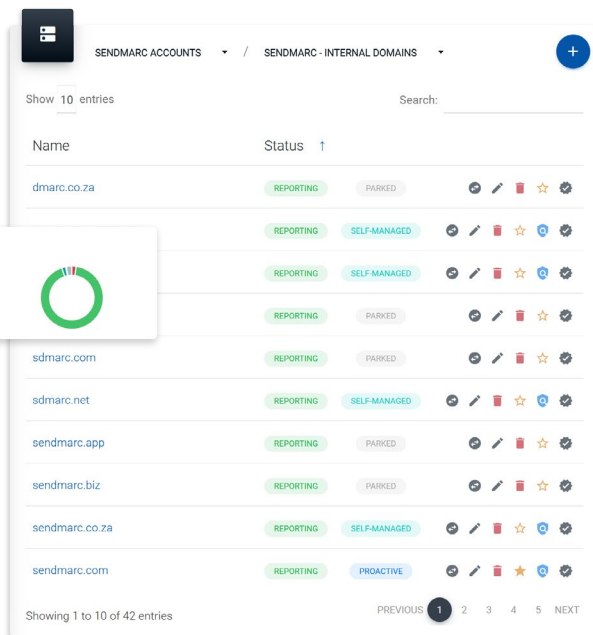 SENDMARC ACCOUNTS / SENDMARC - INTERNAL DOMAINS
Show 10 entries Search:
Name Status
dmarc.co.za REPORTING PARKED
REPORTING SELF-MANAGED
REPORTING SELF-MANAGED
REPORTING PARKED
sdmarc.com REPORTING PARKED
sdmarc.net REPORTING SELF-MANAGED
sendmarc.app REPORTING PARKED
sendmarc.biz REPORTING PARKED
sendmarc.co.za REPORTING SELF-MANAGED
sendmarc.com REPORTING PROACTIVE
Showing 1 to 10 of 42 entries PREVIOUS 1 2 3 4 5 NEXT